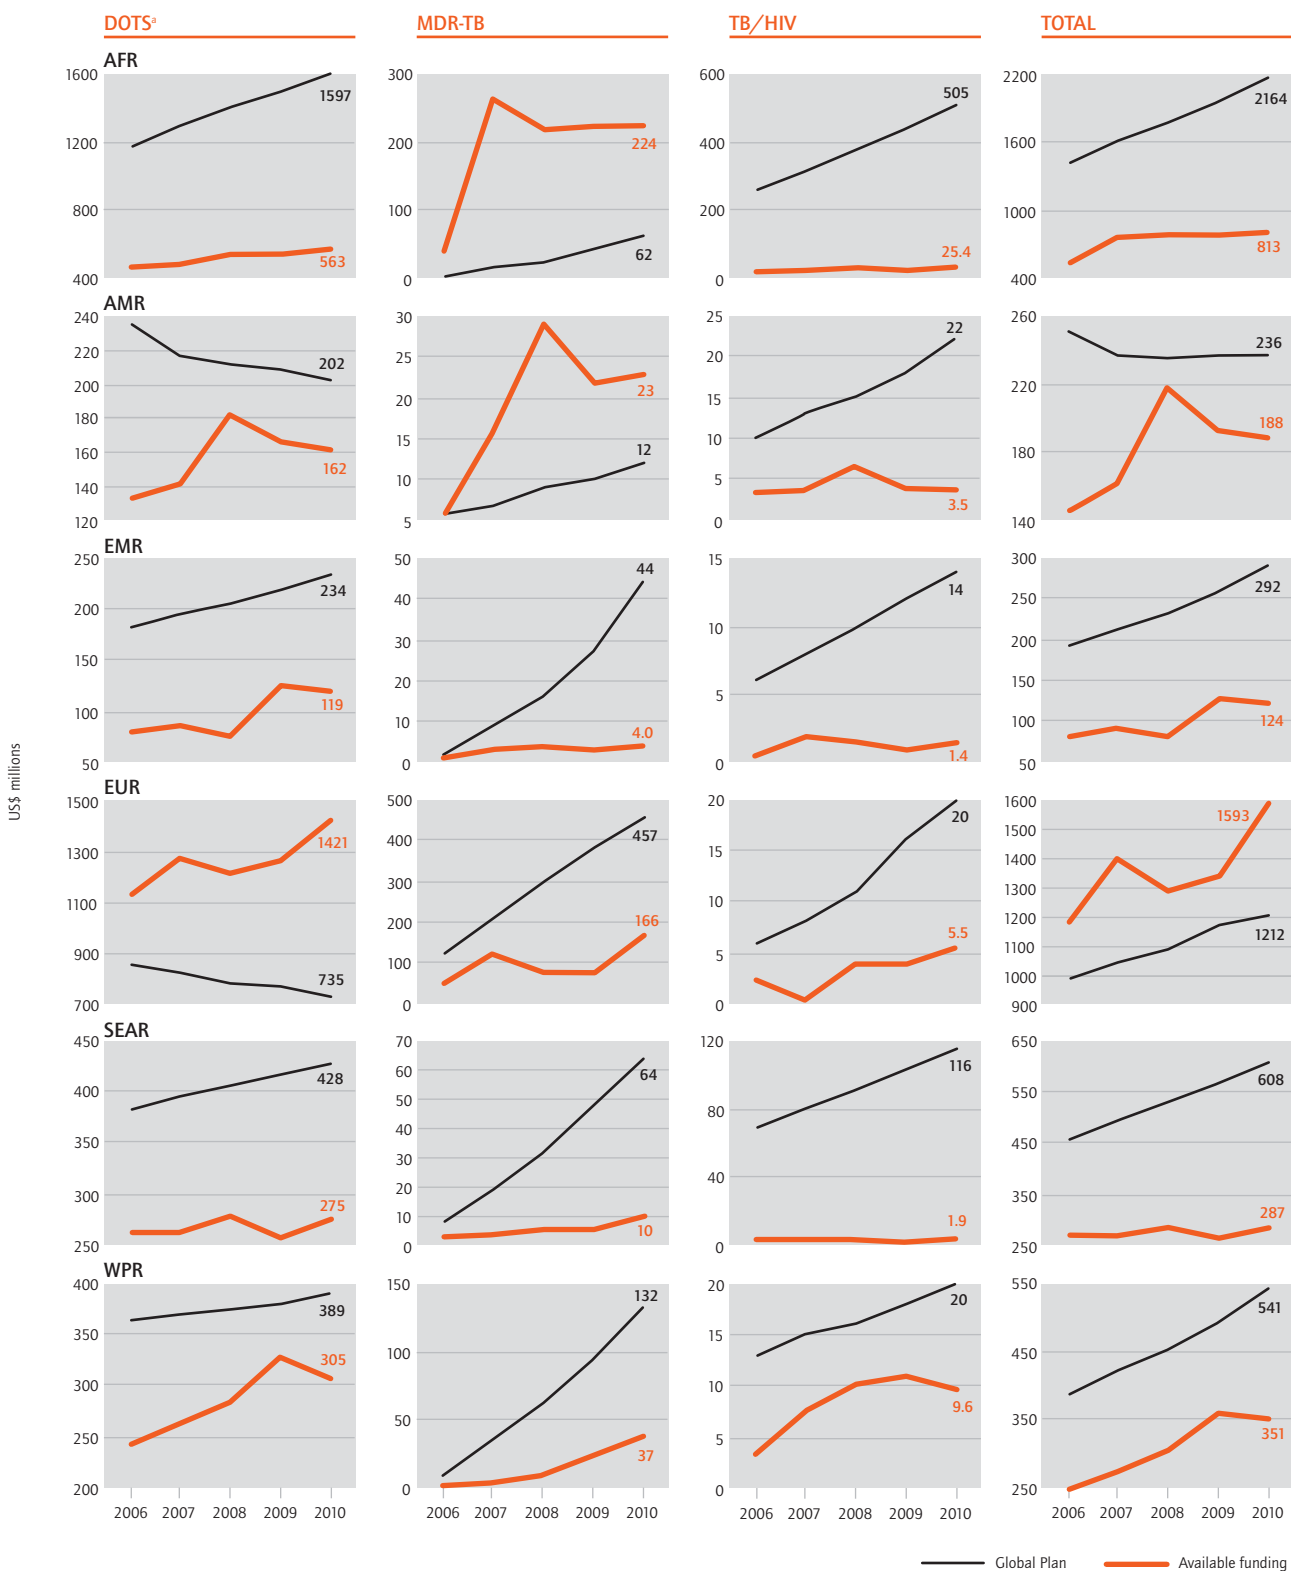 DOTSᵃ MDR-TB TB/HIV TOTAL
AFR
1600 300 600 2200
1597 505 2164
1200 200 400 1600
224
800 100 200 1000
62 25.4 813
563
400 0 0 400
AMR
240 30 25 260
22
220 25 20 236
202
200 20 15 220
23
180 188
160 15 10 180
12
162
140 10 5
3.5
120 5 0 140
EMR
250 50 15 300
44
234 40 14 292
250
200 30 10 200
150 20 5 150
119 4.0 124
100 10 100
1.4
50 0 0 50
US$ millions
EUR
1500 500 20 1600
1593
1421 457 20 1500
1300 400 15 1400
300 1300
1100 200 10 1200
166 5.5 1212
900 100 5 1100
735 1000
700 0 0 900
SEAR
450 70 120 650
428 64 116 608
400 60 550
50 80
350 40 450
30 40
300 20 350
275 1.9 287
10
10
250 0 0 250
WPR
400 150 20 550
389 132 20 541
350 100 15 450
305
300 50 10 350
9.6 351
250 37 5
200 0 0 250
2006 2007 2008 2009 2010 2006 2007 2008 2009 2010 2006 2007 2008 2009 2010 2006 2007 2008 2009 2010
Global Plan Available funding